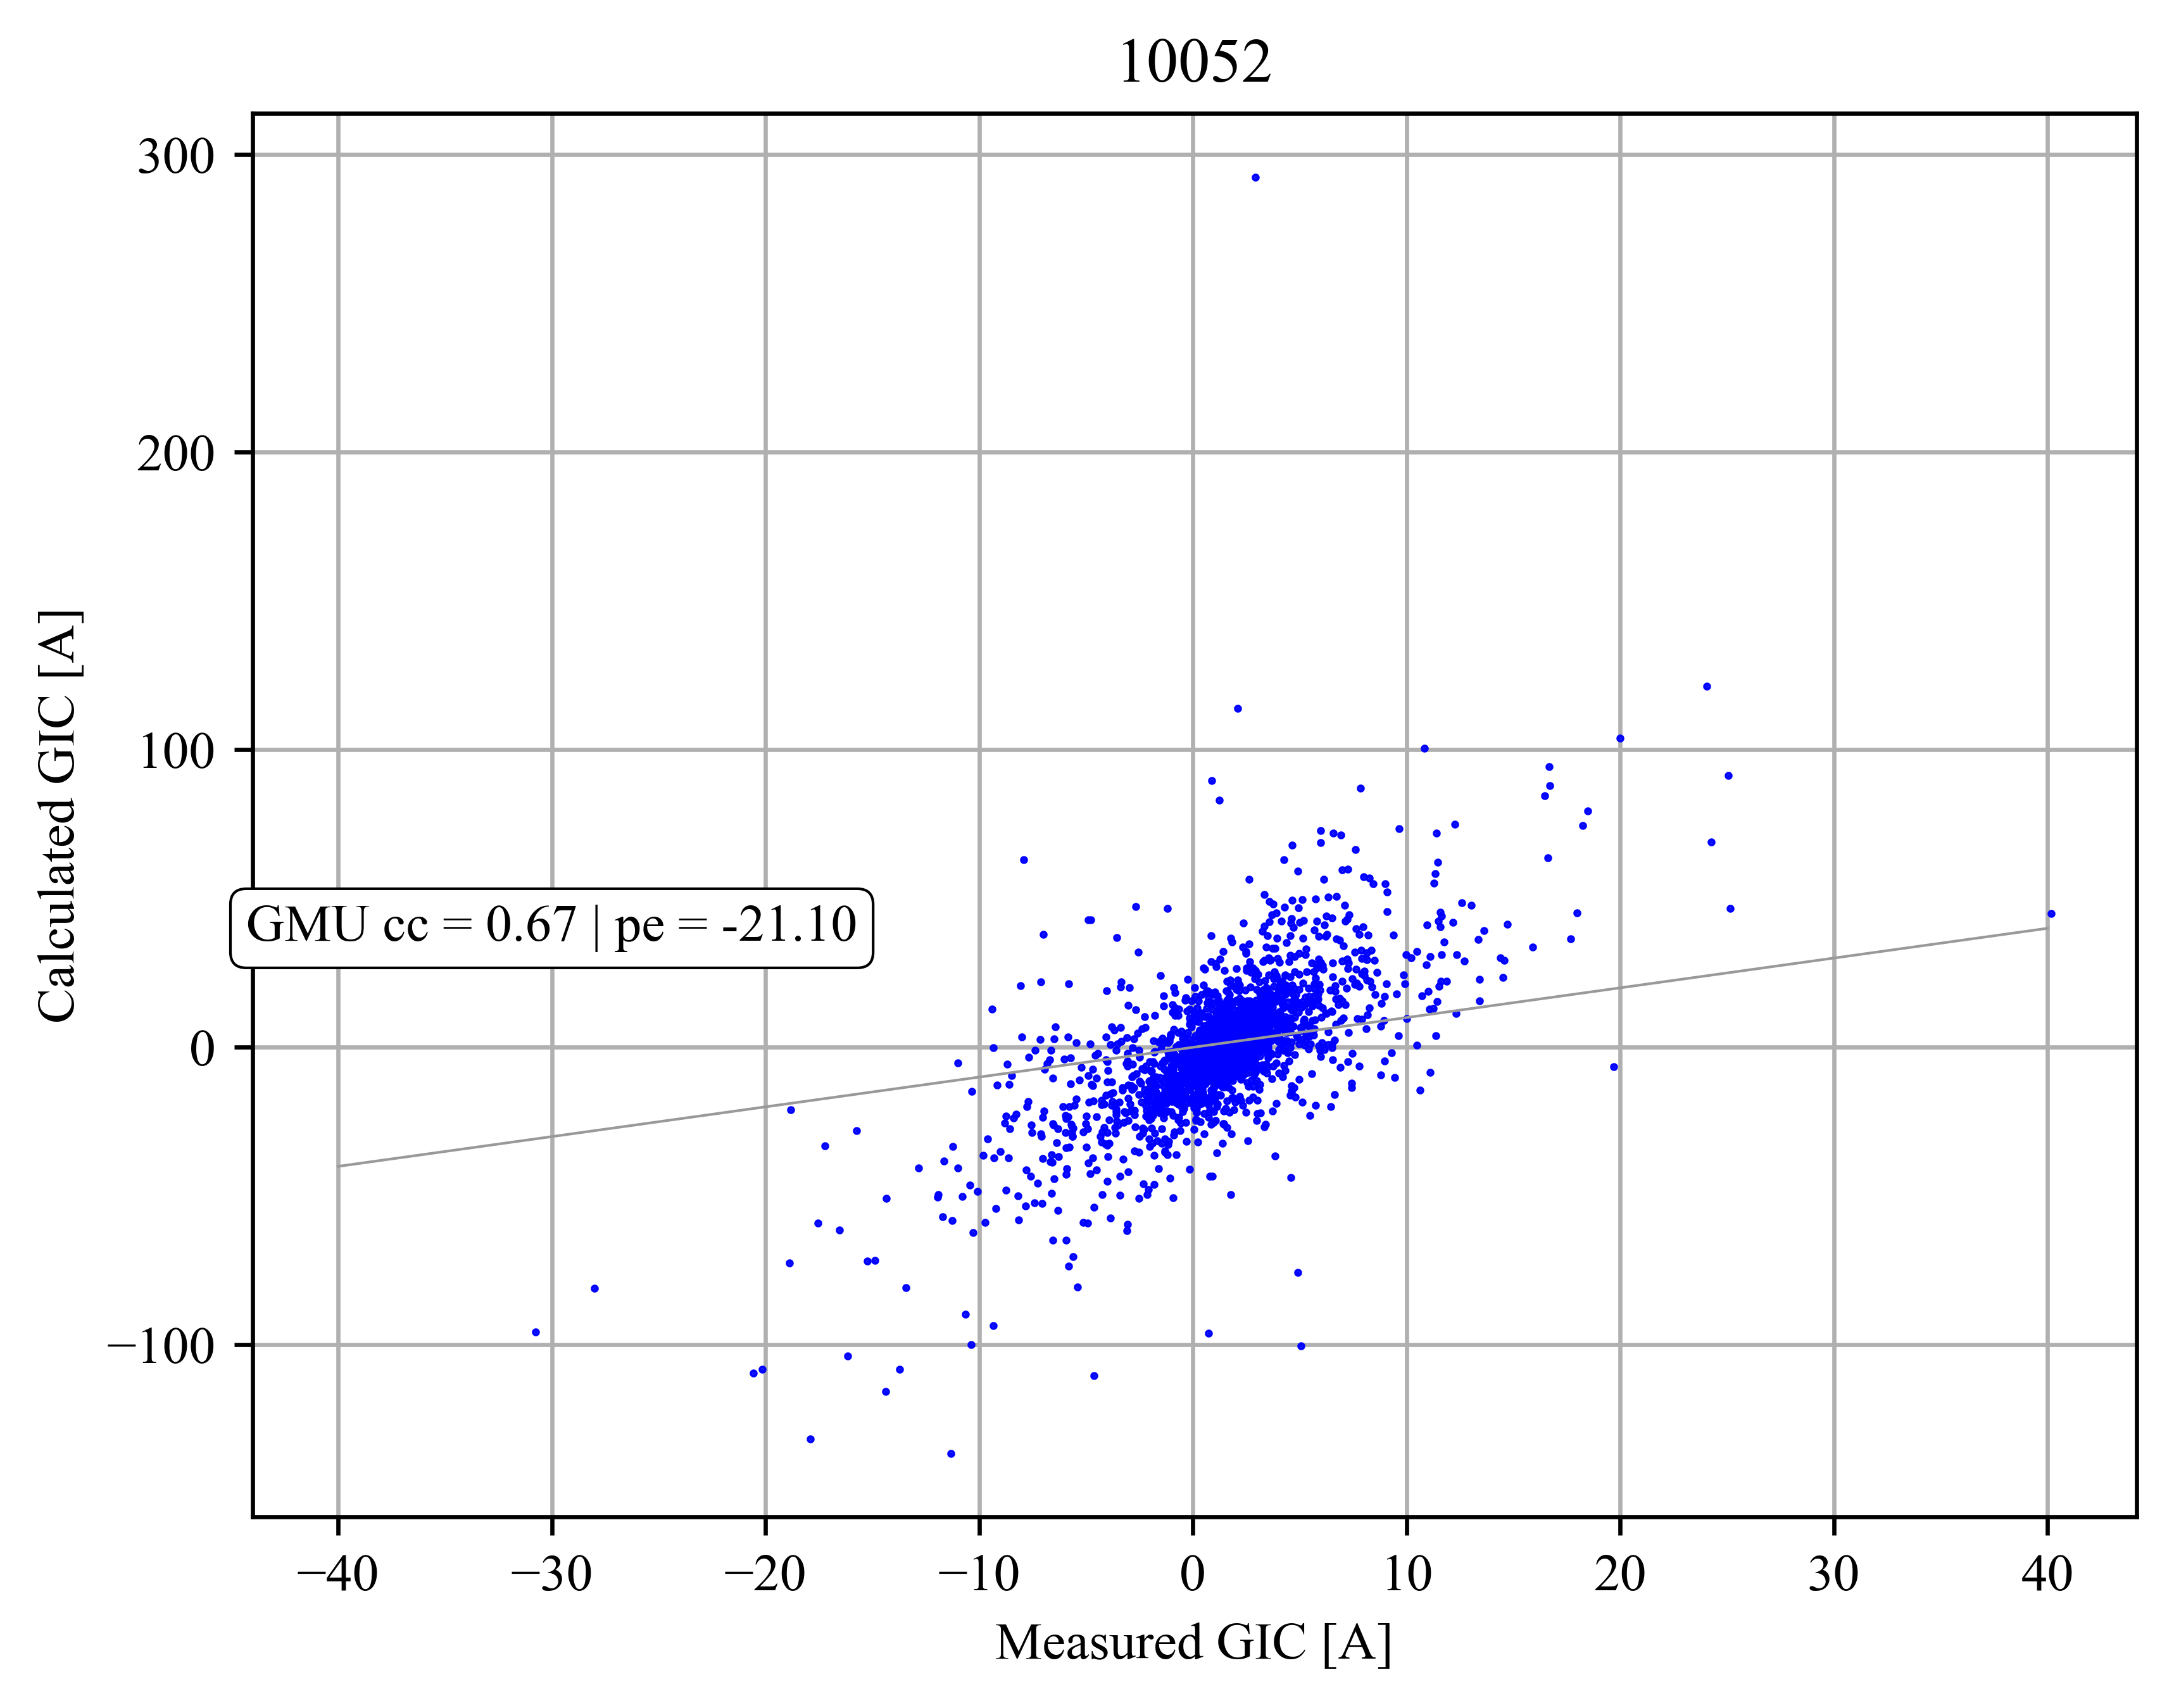 10052
300
200
100
0
−100
Calculated GIC [A]
GMU cc = 0.67 | pe = -21.10
−40 −30 −20 −10 0 10 20 30 40
Measured GIC [A]